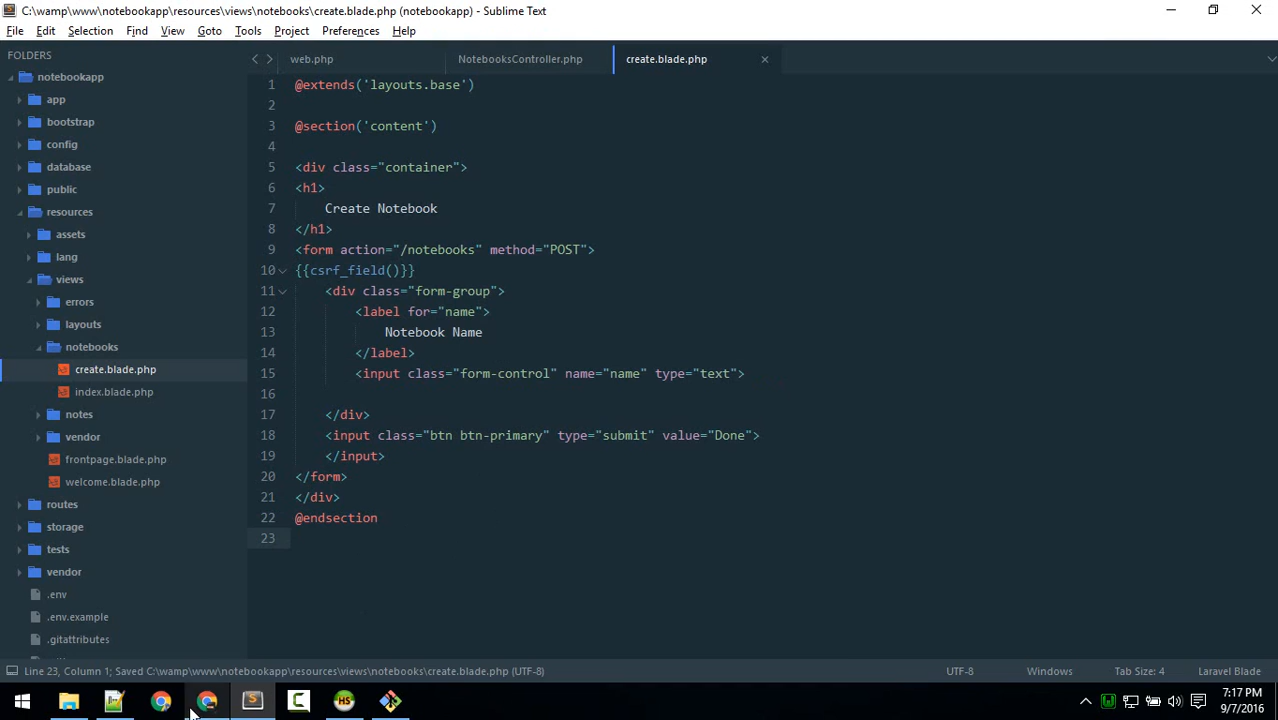 C:\wamp\www\notebookapp\resources\views\notebooks\create.blade.php (notebookapp) - Sublime Text
File Edit Selection Find View Goto Tools Project Preferences Help
FOLDERS
notebookapp
app
bootstrap
config
database
public
resources
assets
lang
views
errors
layouts
notebooks
create.blade.php
index.blade.php
notes
vendor
frontpage.blade.php
welcome.blade.php
routes
storage
tests
vendor
.env
.env.example
.gitattributes
web.php NotebooksController.php create.blade.php
1 @extends('layouts.base')
2
3 @section('content')
4
5 <div class="container">
6 <h1>
7 Create Notebook
8 </h1>
9 <form action="/notebooks" method="POST">
10 {{csrf_field()}}
11 <div class="form-group">
12 <label for="name">
13 Notebook Name
14 </label>
15 <input class="form-control" name="name" type="text">
16
17 </div>
18 <input class="btn btn-primary" type="submit" value="Done">
19 </input>
20 </form>
21 </div>
22 @endsection
23
Line 23, Column 1; Saved C:\wamp\www\notebookapp\resources\views\notebooks\create.blade.php (UTF-8) UTF-8 Windows Tab Size: 4 Laravel Blade
7:17 PM
9/7/2016